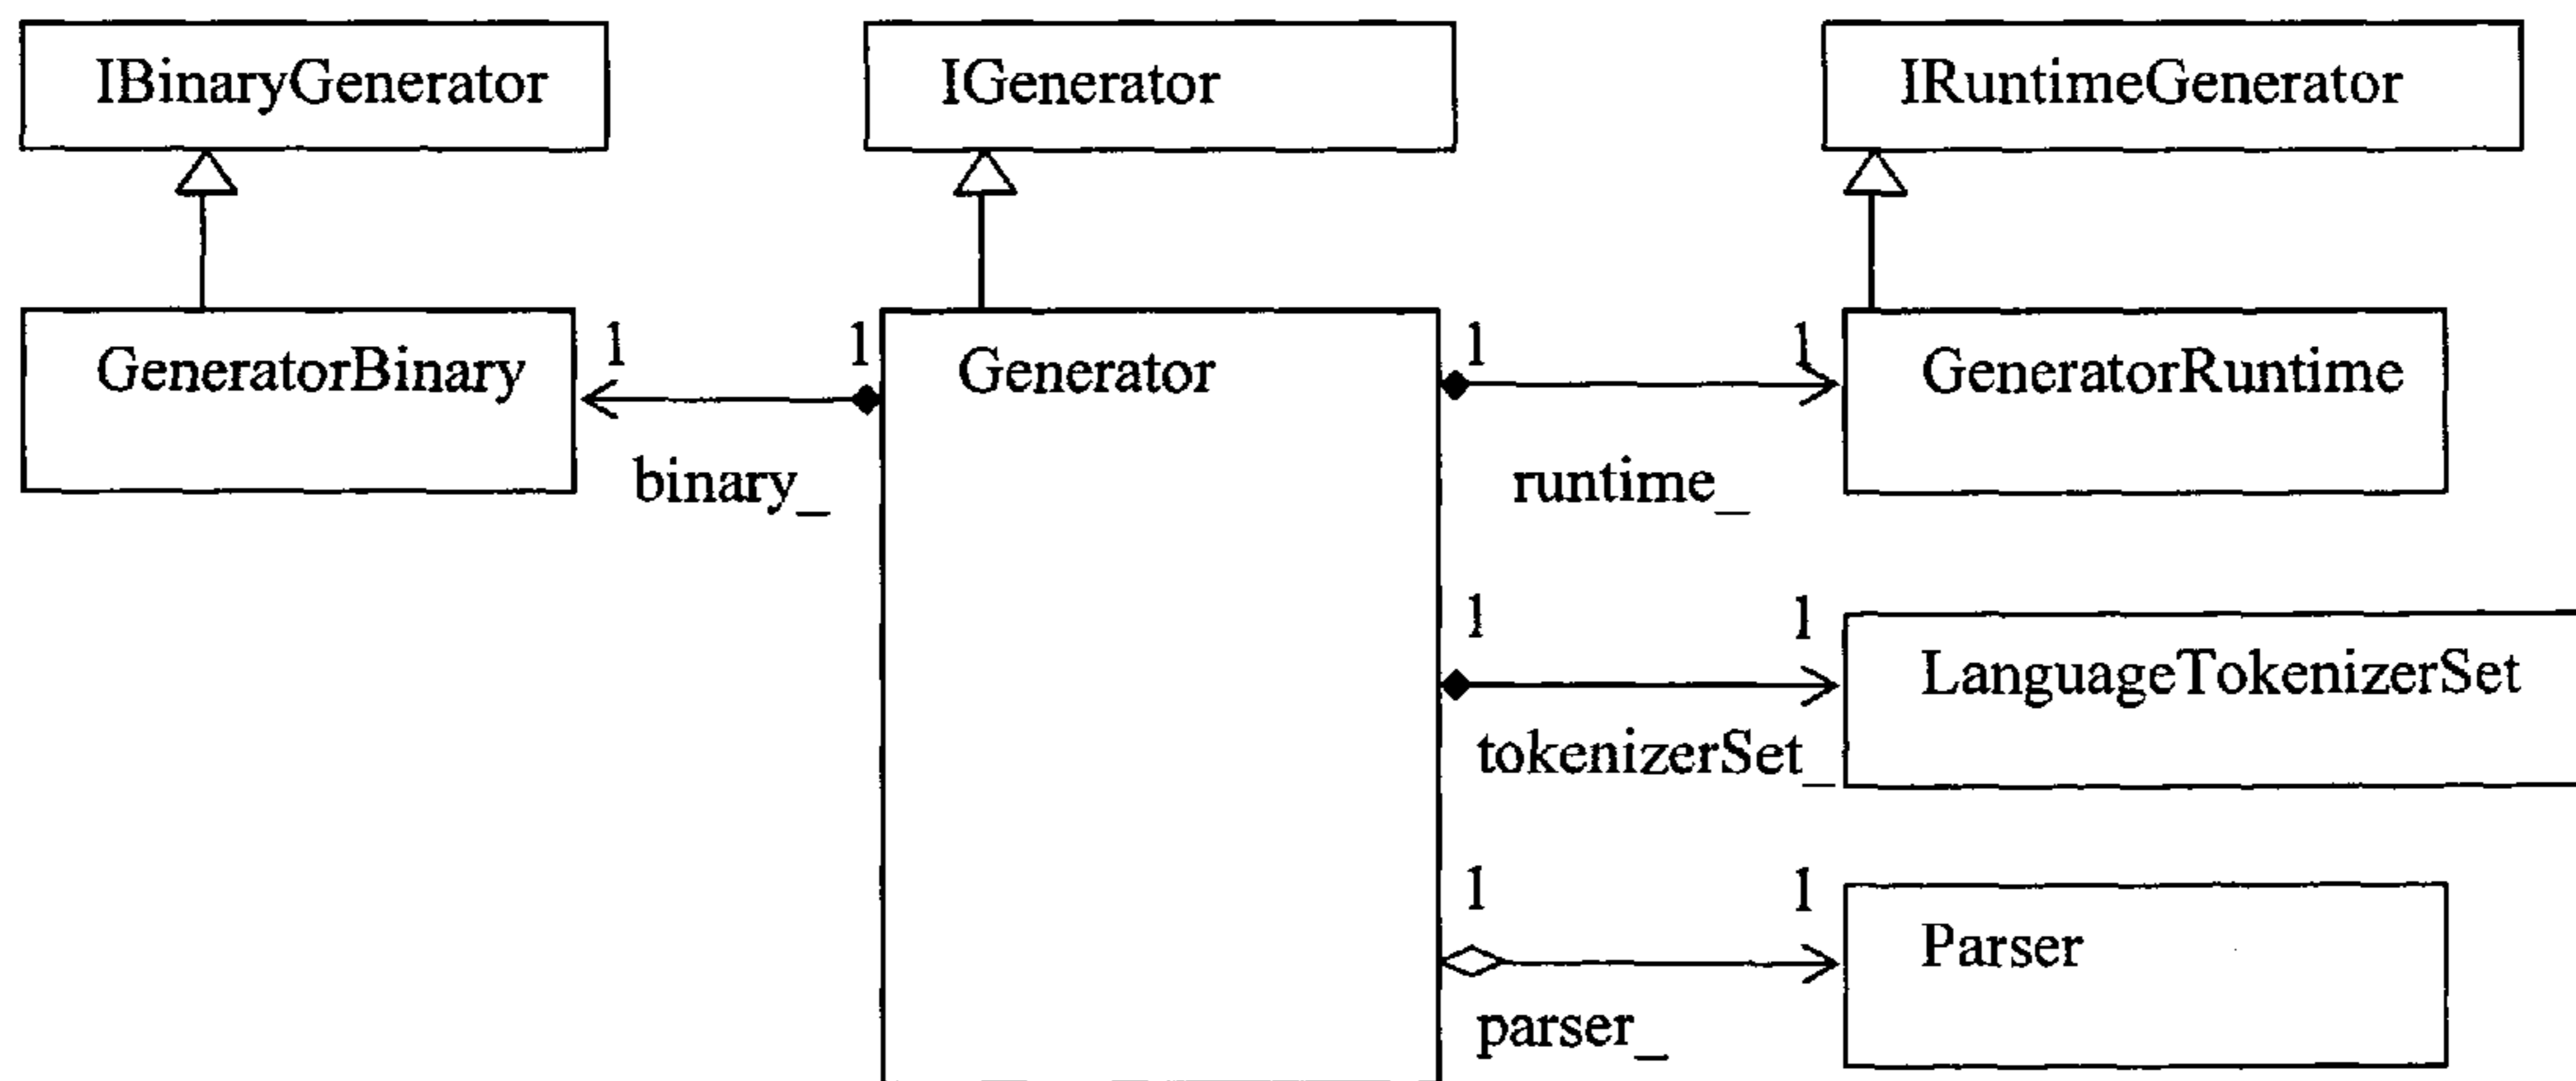 IBinaryGenerator
IGenerator
IRuntimeGenerator
GeneratorBinary
1
1
Generator
1
1
GeneratorRuntime
binary_
runtime_
1
1
LanguageTokenizerSet
tokenizerSet_
1
1
Parser
parser_